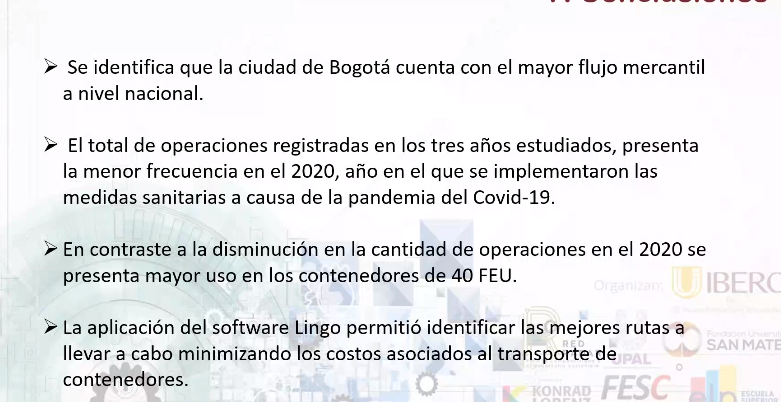 ➢ Se identifica que la ciudad de Bogotá cuenta con el mayor flujo mercantil
a nivel nacional.
➢ El total de operaciones registradas en los tres años estudiados, presenta
la menor frecuencia en el 2020, año en el que se implementaron las
medidas sanitarias a causa de la pandemia del Covid-19.
➢ En contraste a la disminución en la cantidad de operaciones en el 2020 se
presenta mayor uso en los contenedores de 40 FEU.
Organizan:
IBERO
➢ La aplicación del software Lingo permitió identificar las mejores rutas a
llevar a cabo minimizando los costos asociados al transporte de
contenedores.
RED
UPAL
SAN MATE
KONRAD
LORENZ
FESC
elp
ESCUELA